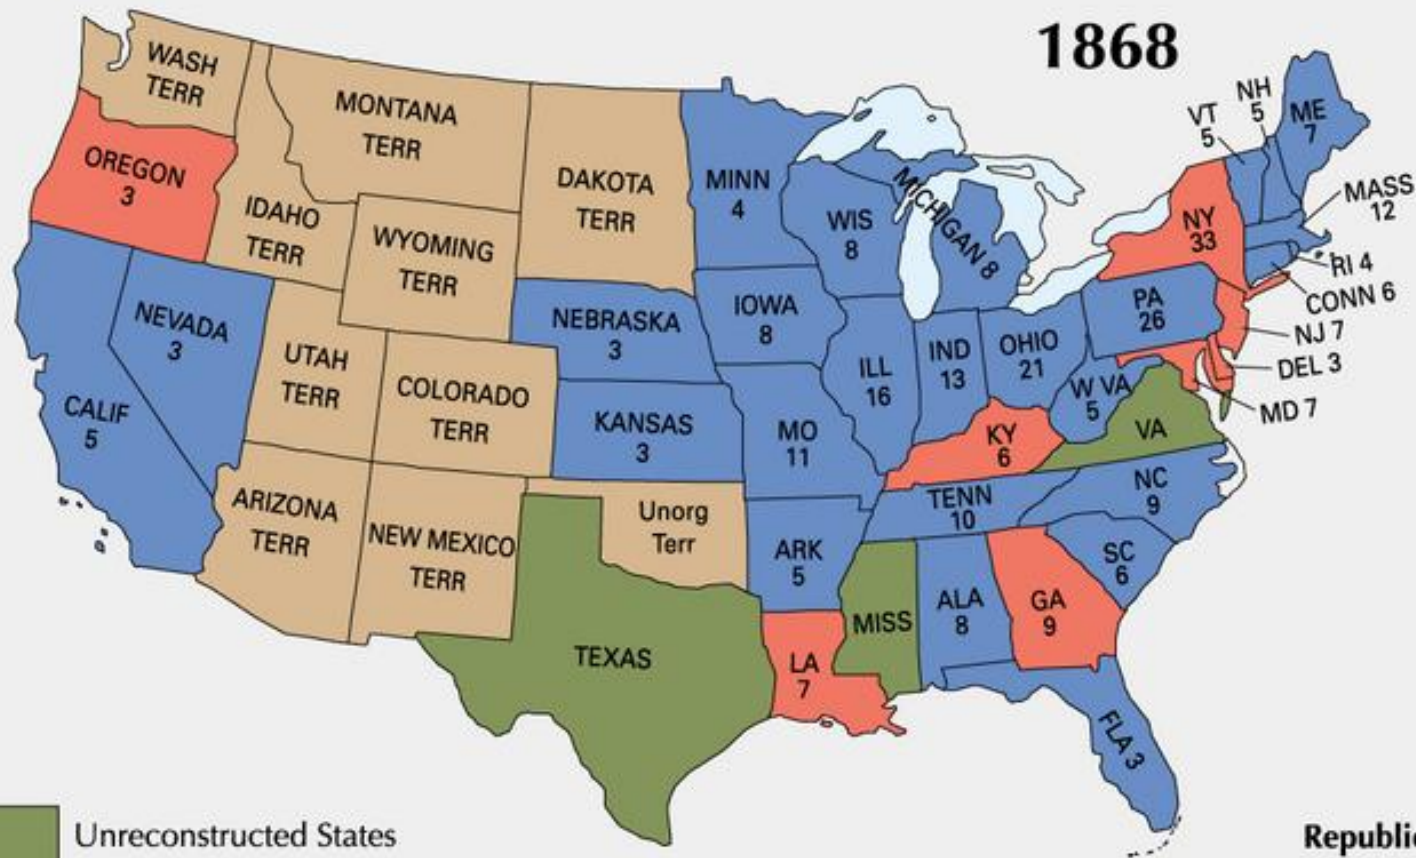 1868
WASH
TERR
MONTANA
TERR
DAKOTA
TERR
MINN
4
OREGON
3
IDAHO
TERR
WYOMING
TERR
WIS
8
MICHIGAN 8
VT
5
NH
5
ME
7
MASS
12
NY
33
RI 4
CONN 6
NJ 7
DEL 3
MD 7
PA
26
NEVADA
3
UTAH
TERR
COLORADO
TERR
NEBRASKA
3
IOWA
8
ILL
16
IND
13
OHIO
21
W VA
5
VA
CALIF
5
KANSAS
3
MO
11
KY
6
ARIZONA
TERR
NEW MEXICO
TERR
Unorg
Terr
TENN
10
NC
9
ARK
5
SC
6
TEXAS
LA
7
MISS
ALA
8
GA
9
FLA 3
Unreconstructed States
Republic